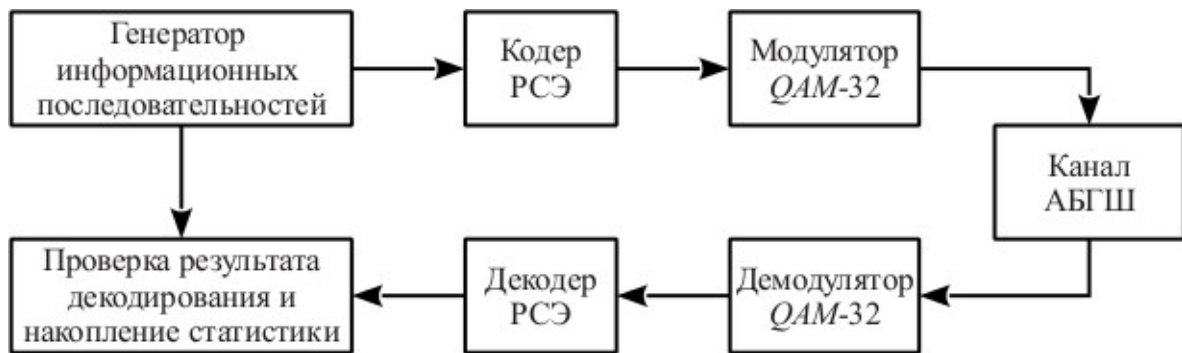 Генератор
информационных
последовательностей
Кодер
РСЭ
Модулятор
QAM-32
Канал
АБГШ
Проверка результата
декодирования и
накопление статистики
Декодер
РСЭ
Демодулятор
QAM-32